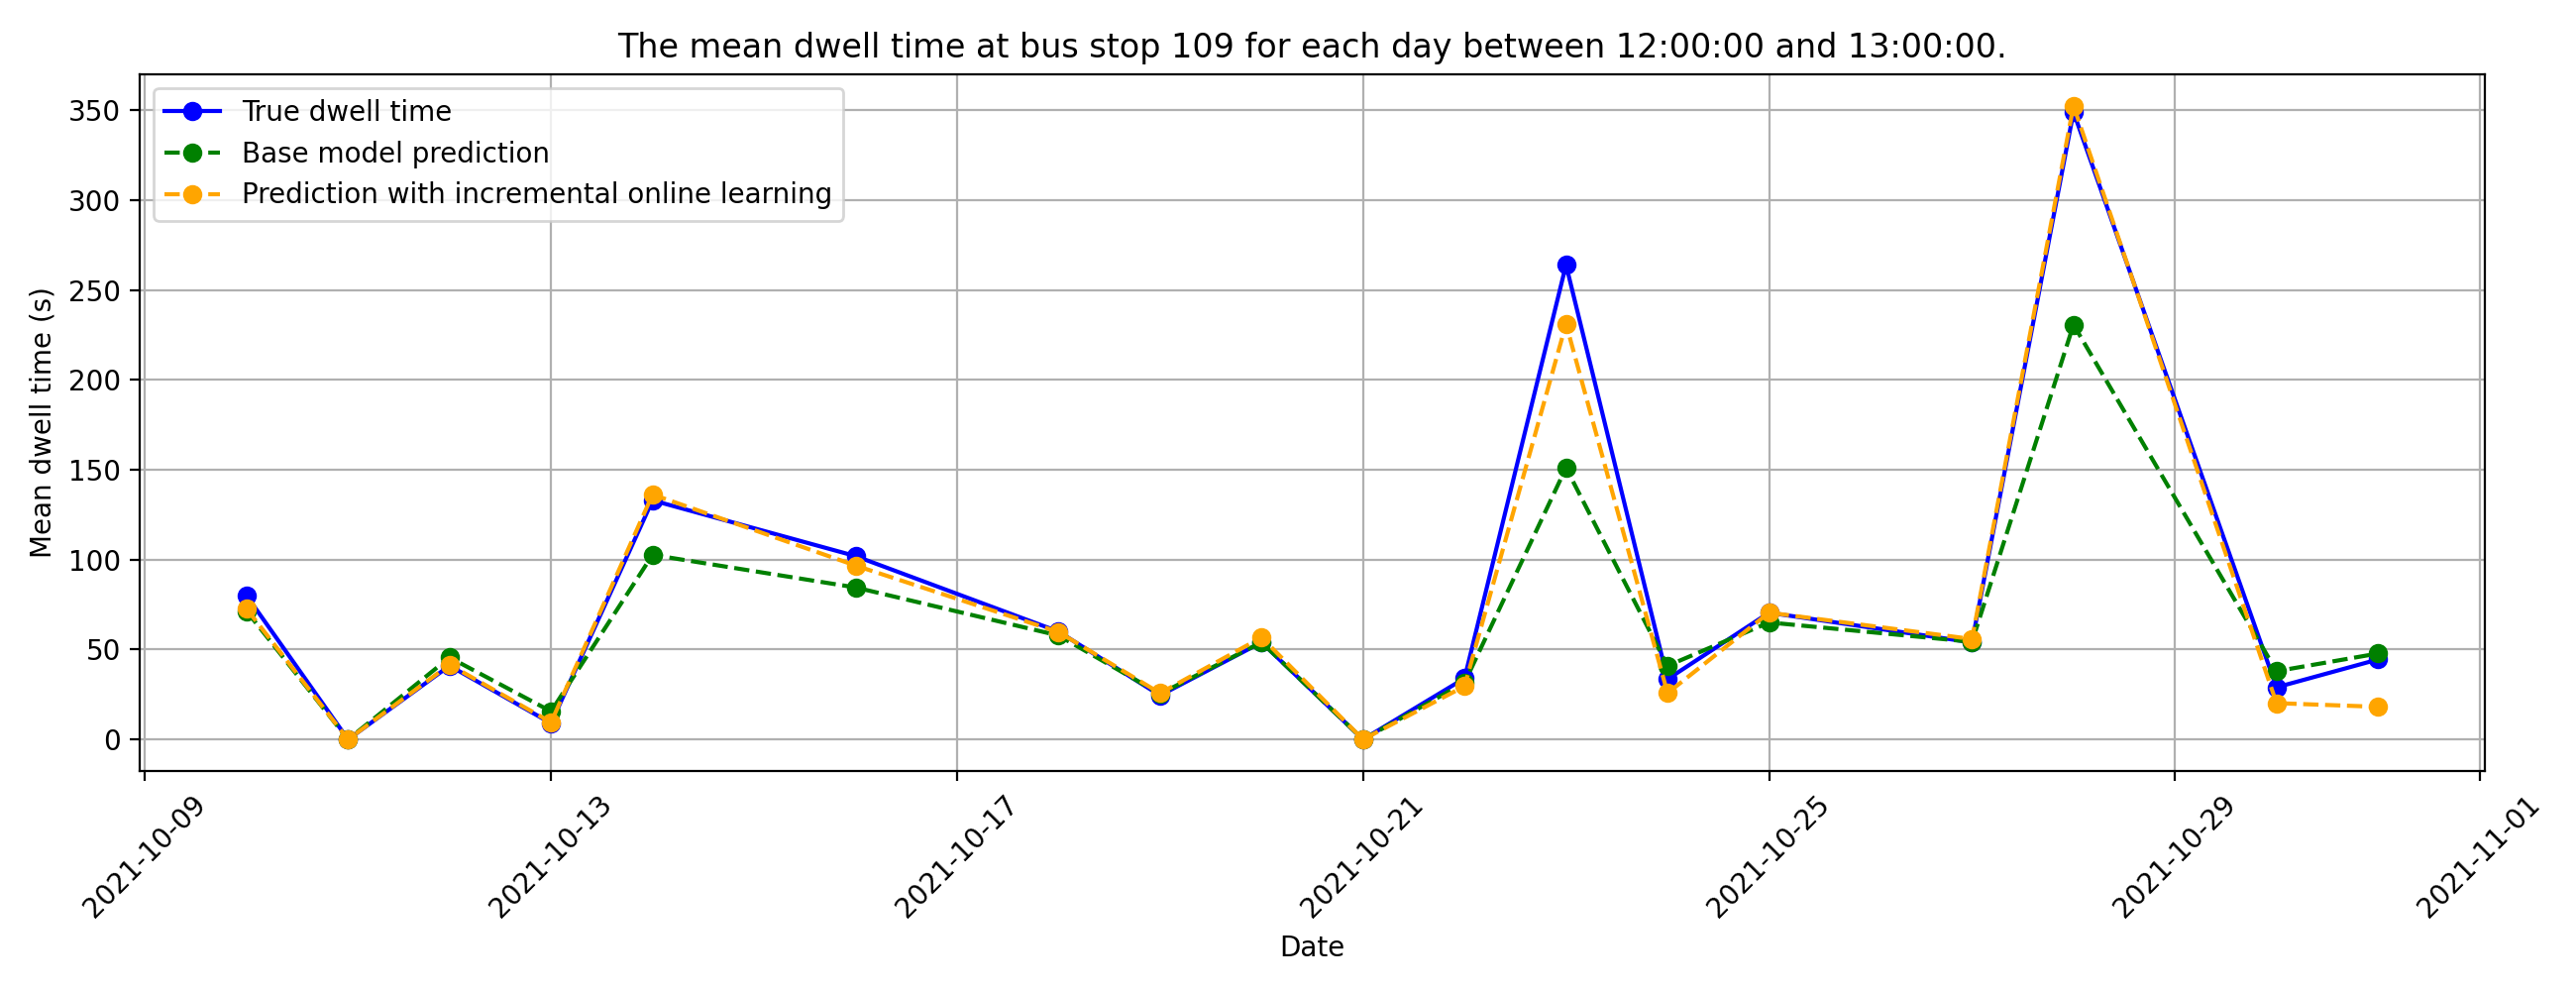 The mean dwell time at bus stop 109 for each day between 12:00:00 and 13:00:00.
True dwell time
Base model prediction
Prediction with incremental online learning
Mean dwell time (s)
350
300
250
200
150
100
50
0
2021-10-09
2021-10-13
2021-10-17
2021-10-21
2021-10-25
2021-10-29
2021-11-01
Date